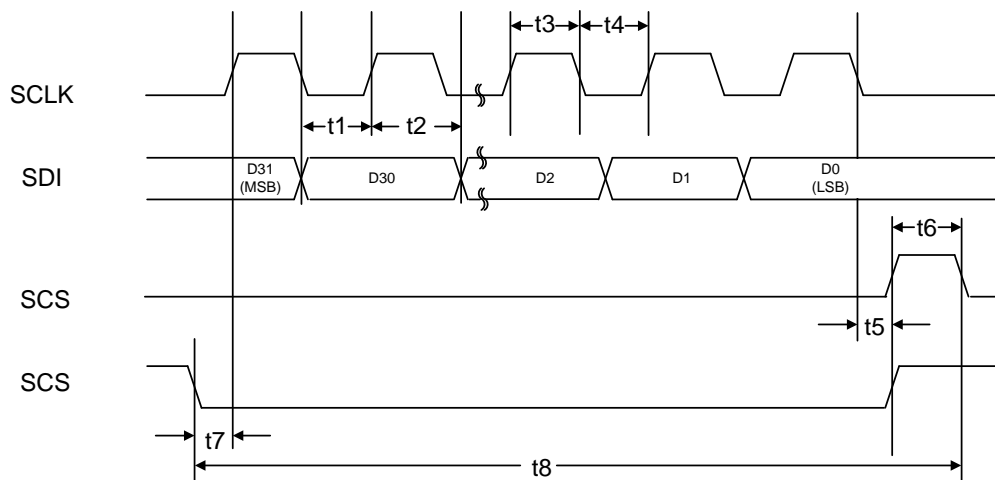 t3
t4
SCLK
t1
t2
SDI
D31
(MSB)
D30
D2
D1
D0
(LSB)
t6
SCS
t5
SCS
t7
t8